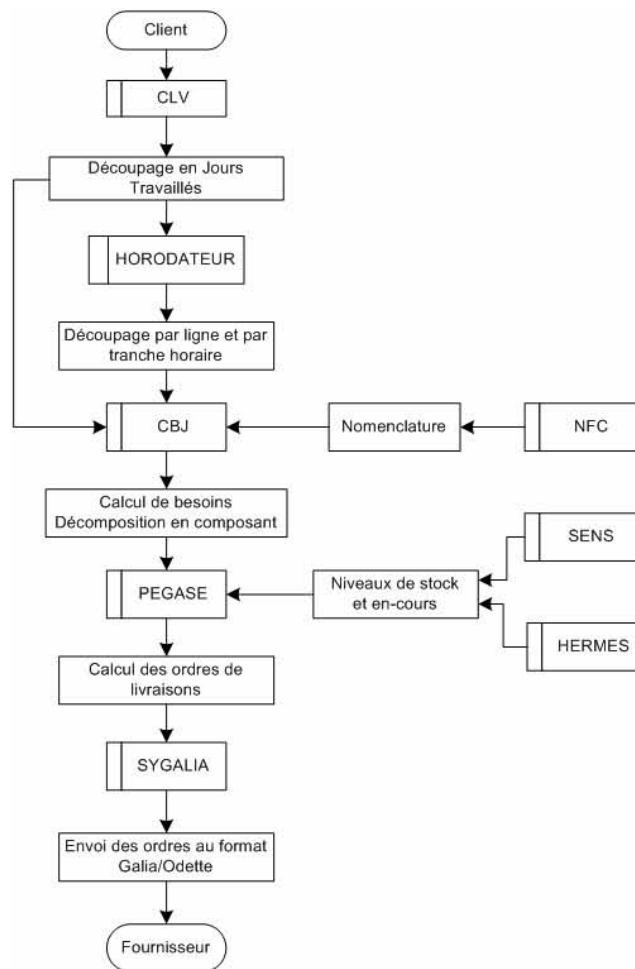 Client
CLV
Découpage en Jours
Travaillés
HORODATEUR
Découpage par ligne et par
tranche horaire
CBJ
Nomenclature
NFC
Calcul de besoins
Décomposition en composant
SENS
PEGASE
Niveaux de stock
et en-cours
HERMES
Calcul des ordres de
livraisons
SYGALIA
Envoi des ordres au format
Galia/Odette
Fournisseur